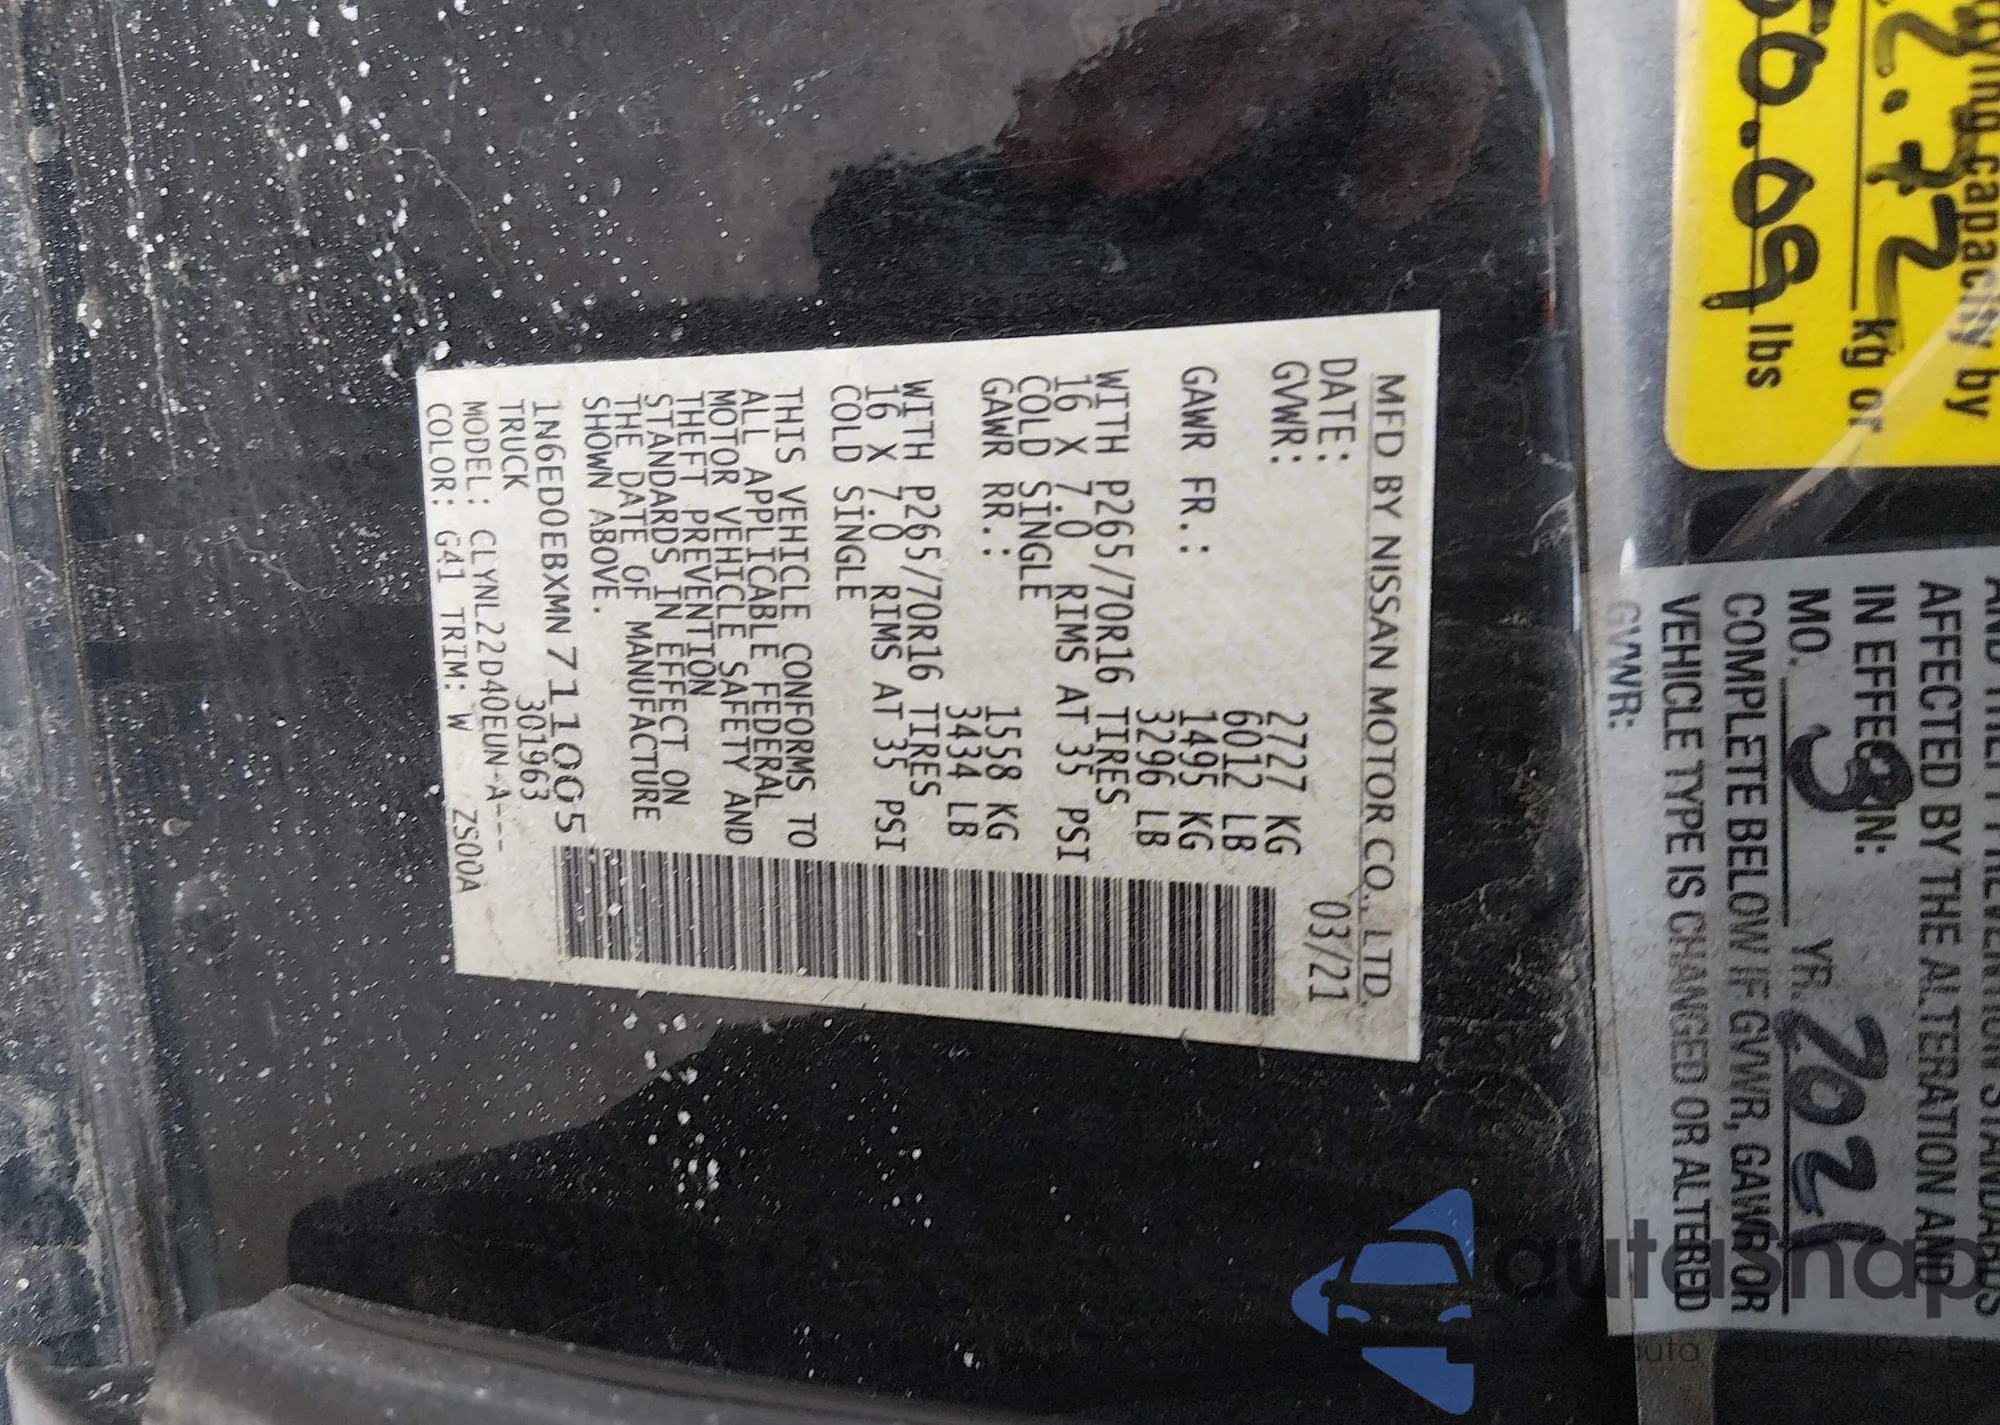 MFD BY NISSAN MOTOR CO., LTD.
DATE: 03/21
GVWR: 2727 KG
6012 LB
GAWR FR.: 1495 KG
3296 LB
WITH P265/70R16 TIRES
16 X 7.0 RIMS AT 35 PSI
COLD SINGLE
GAWR RR.: 1558 KG
3434 LB
WITH P265/70R16 TIRES
16 X 7.0 RIMS AT 35 PSI
COLD SINGLE
THIS VEHICLE CONFORMS TO
ALL APPLICABLE FEDERAL
MOTOR VEHICLE SAFETY AND
THEFT PREVENTION
STANDARDS IN EFFECT ON
THE DATE OF MANUFACTURE
SHOWN ABOVE.
1N6ED0EBXMN711005
TRUCK 301963
MODEL: CLYNL22D40EUN-A---
COLOR: G41 TRIM: W ZS00A
capacity by
kg or
50.09 lbs
AFFECTED BY THE ALTERATION AND
IN EFFECT IN:
MO. 3 YR. 2021
COMPLETE BELOW IF GVWR, GAWR OR
VEHICLE TYPE IS CHANGED OR ALTERED
GVWR:
autasnap